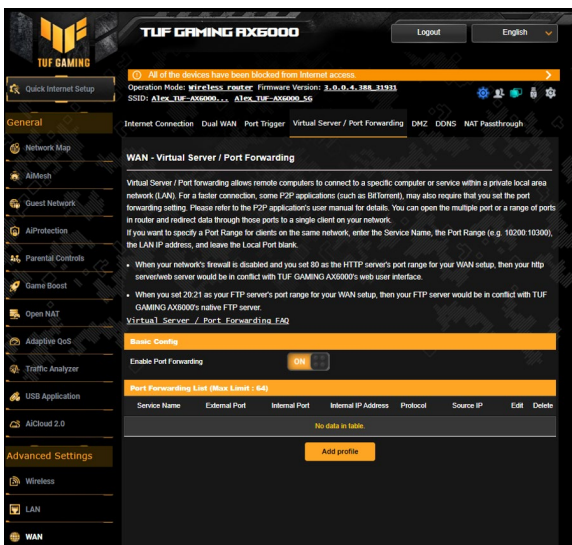 TUF GAMING
TUF GAMING AX6000
Logout
English
All of the devices have been blocked from Internet access.
Quick Internet Setup
Operation Mode: Wireless router Firmware Version: 3.0.0.4.388_31931
SSID: Alex_TUF-AX6000... Alex_TUF-AX6000_5G
General
Internet Connection Dual WAN Port Trigger Virtual Server / Port Forwarding DMZ DDNS NAT Passthrough
Network Map
AiMesh
Guest Network
AiProtection
Parental Controls
Game Boost
Open NAT
Adaptive QoS
Traffic Analyzer
USB Application
AiCloud 2.0
Advanced Settings
Wireless
LAN
WAN
WAN - Virtual Server / Port Forwarding
Virtual Server / Port forwarding allows remote computers to connect to a specific computer or service within a private local area
network (LAN). For a faster connection, some P2P applications (such as BitTorrent), may also require that you set the port
forwarding setting. Please refer to the P2P application's user manual for details. You can open the multiple port or a range of ports
in router and redirect data through those ports to a single client on your network.
If you want to specify a Port Range for clients on the same network, enter the Service Name, the Port Range (e.g. 10200:10300),
the LAN IP address, and leave the Local Port blank.
• When your network's firewall is disabled and you set 80 as the HTTP server's port range for your WAN setup, then your http
server/web server would be in conflict with TUF GAMING AX6000's web user interface.
• When you set 20:21 as your FTP server's port range for your WAN setup, then your FTP server would be in conflict with TUF
GAMING AX6000's native FTP server.
Virtual Server / Port Forwarding FAQ
Basic Config
Enable Port Forwarding ON
Port Forwarding List (Max Limit : 64)
Service Name External Port Internal Port Internal IP Address Protocol Source IP Edit Delete
No data in table.
Add profile